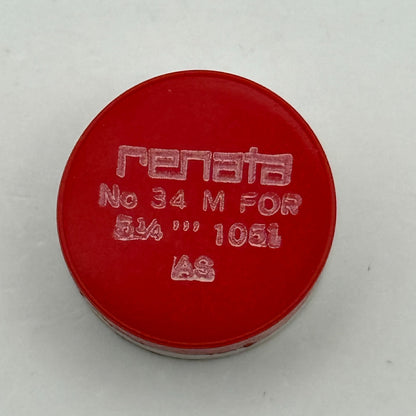 renata
No 34 M FOR
5¼ ''' 1051
AS